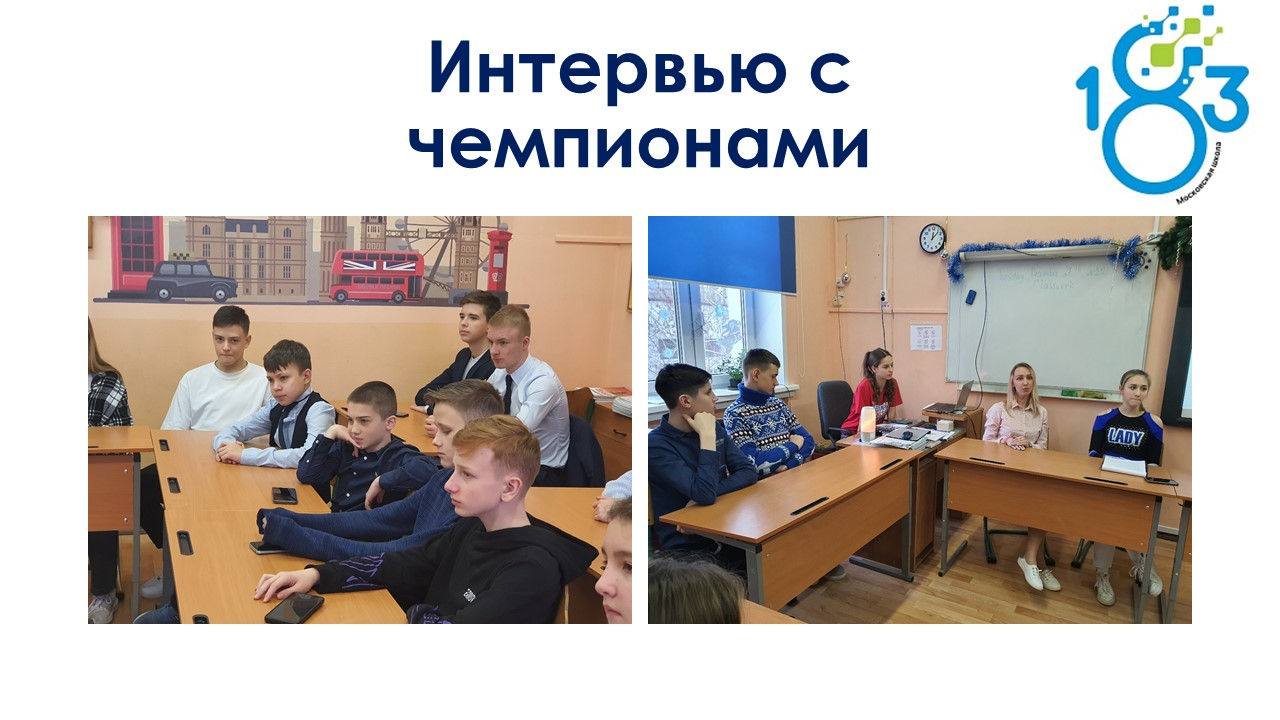 Интервью с
чемпионами
183
Московская школа
LADY